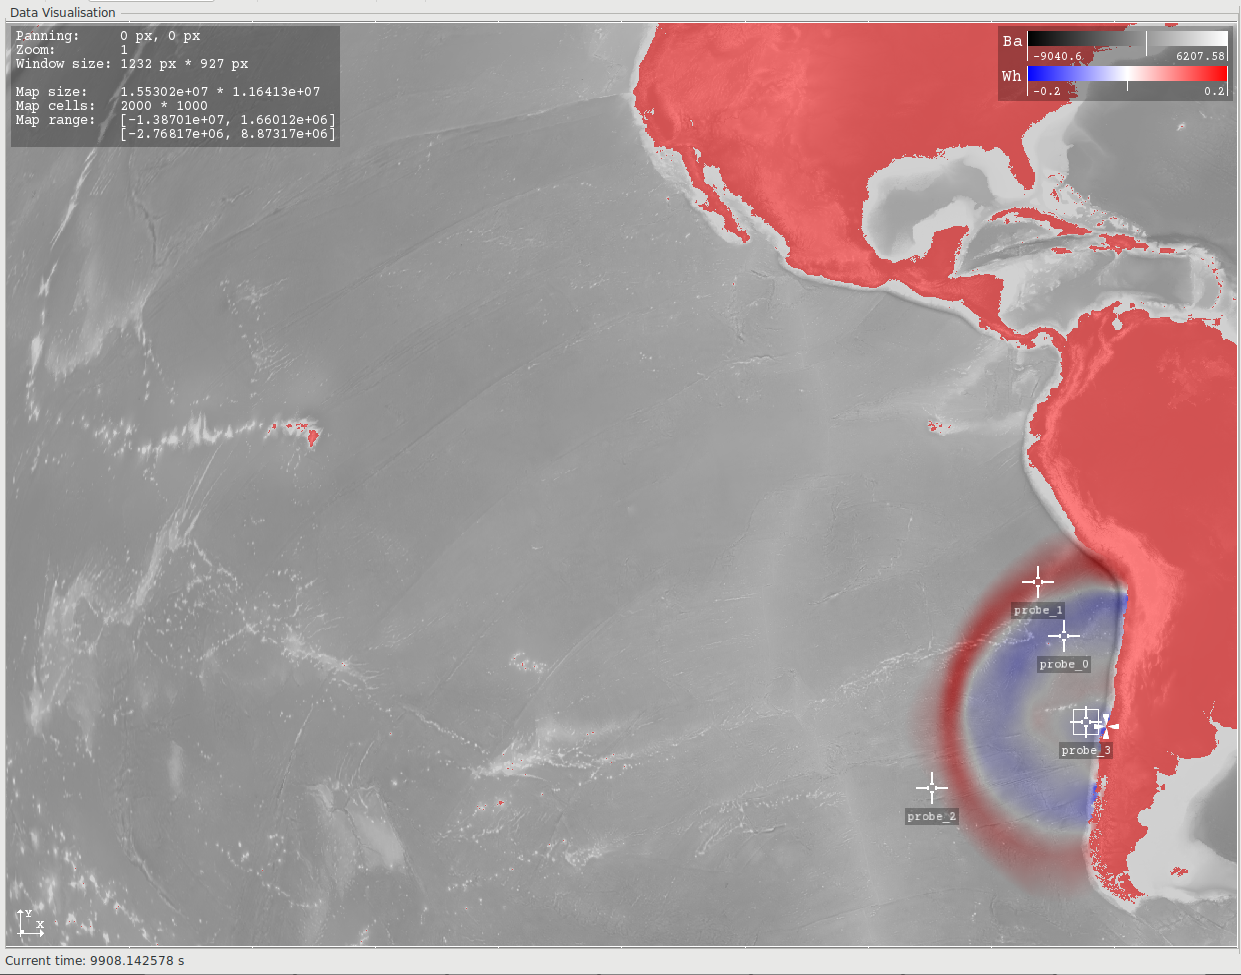 Data Visualisation
Panning: 0 px, 0 px
Zoom: 1
Window size: 1232 px * 927 px
Map size: 1.55302e+07 * 1.16413e+07
Map cells: 2000 * 1000
Map range: [-1.38701e+07, 1.66012e+06]
[-2.76817e+06, 8.87317e+06]
Ba
-9040.6 6207.58
Wh
-0.2 0.2
probe_1
probe_0
probe_3
probe_2
Y
X
Current time: 9908.142578 s